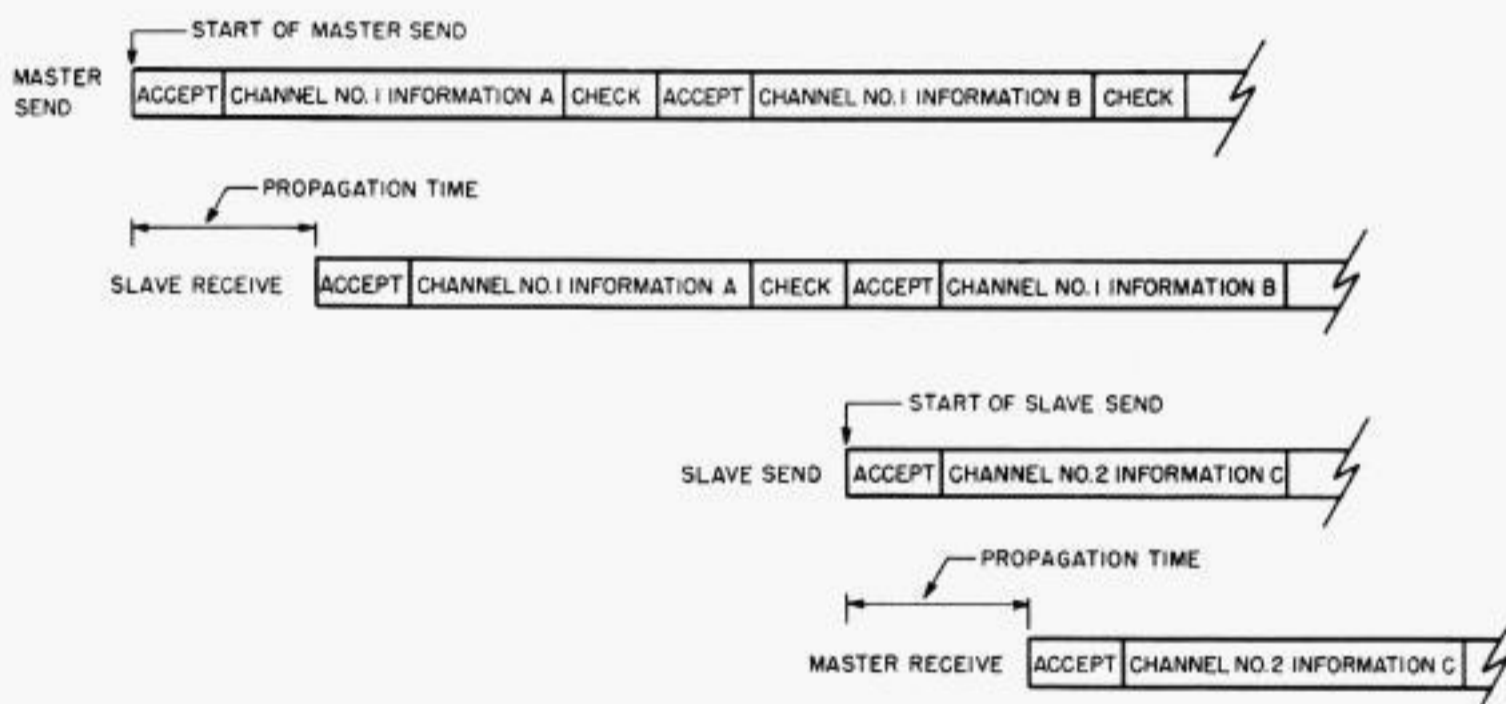 START OF MASTER SEND
MASTER
SEND
ACCEPT CHANNEL NO. 1 INFORMATION A CHECK ACCEPT CHANNEL NO. 1 INFORMATION B CHECK
PROPAGATION TIME
SLAVE RECEIVE ACCEPT CHANNEL NO. 1 INFORMATION A CHECK ACCEPT CHANNEL NO. 1 INFORMATION B
START OF SLAVE SEND
SLAVE SEND ACCEPT CHANNEL NO. 2 INFORMATION C
PROPAGATION TIME
MASTER RECEIVE ACCEPT CHANNEL NO. 2 INFORMATION C